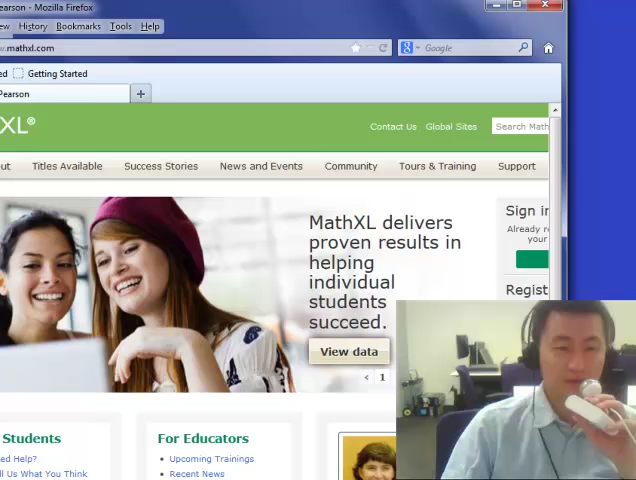 Pearson - Mozilla Firefox
ew History Bookmarks Tools Help
w.mathxl.com
Google
ed Getting Started
Pearson
XL®
Contact Us Global Sites Search Math
out Titles Available Success Stories News and Events Community Tours & Training Support
MathXL delivers
proven results in
helping
individual
students
succeed.
View data
‹ 1
Sign in
Already re
your
Regist
Students
ed Help?
ll Us What You Think
For Educators
Upcoming Trainings
Recent News